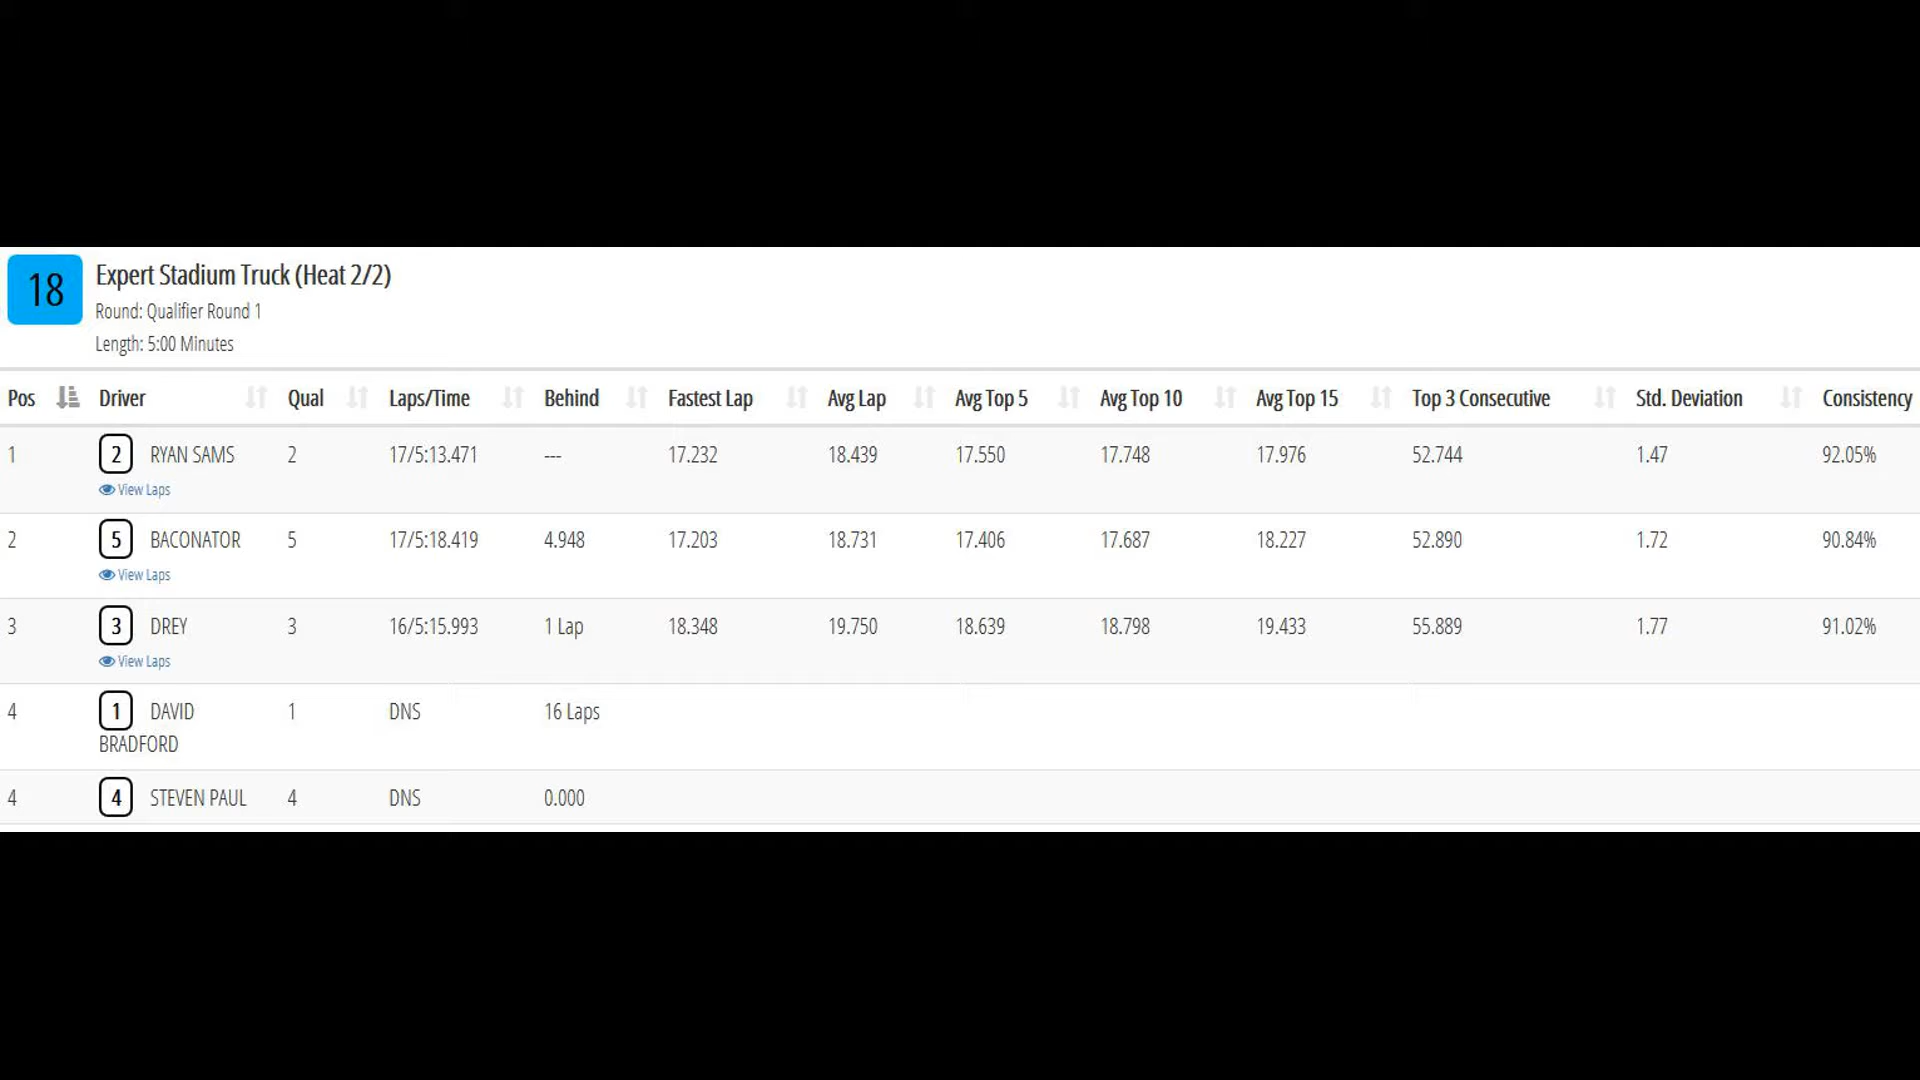 18 Expert Stadium Truck (Heat 2/2)
Round: Qualifier Round 1
Length: 5:00 Minutes
Pos Driver Qual Laps/Time Behind Fastest Lap Avg Lap Avg Top 5 Avg Top 10 Avg Top 15 Top 3 Consecutive Std. Deviation Consistency
1 2 RYAN SAMS 2 17/5:13.471 --- 17.232 18.439 17.550 17.748 17.976 52.744 1.47 92.05%
View Laps
2 5 BACONATOR 5 17/5:18.419 4.948 17.203 18.731 17.406 17.687 18.227 52.890 1.72 90.84%
View Laps
3 3 DREY 3 16/5:15.993 1 Lap 18.348 19.750 18.639 18.798 19.433 55.889 1.77 91.02%
View Laps
4 1 DAVID 1 DNS 16 Laps
BRADFORD
4 4 STEVEN PAUL 4 DNS 0.000